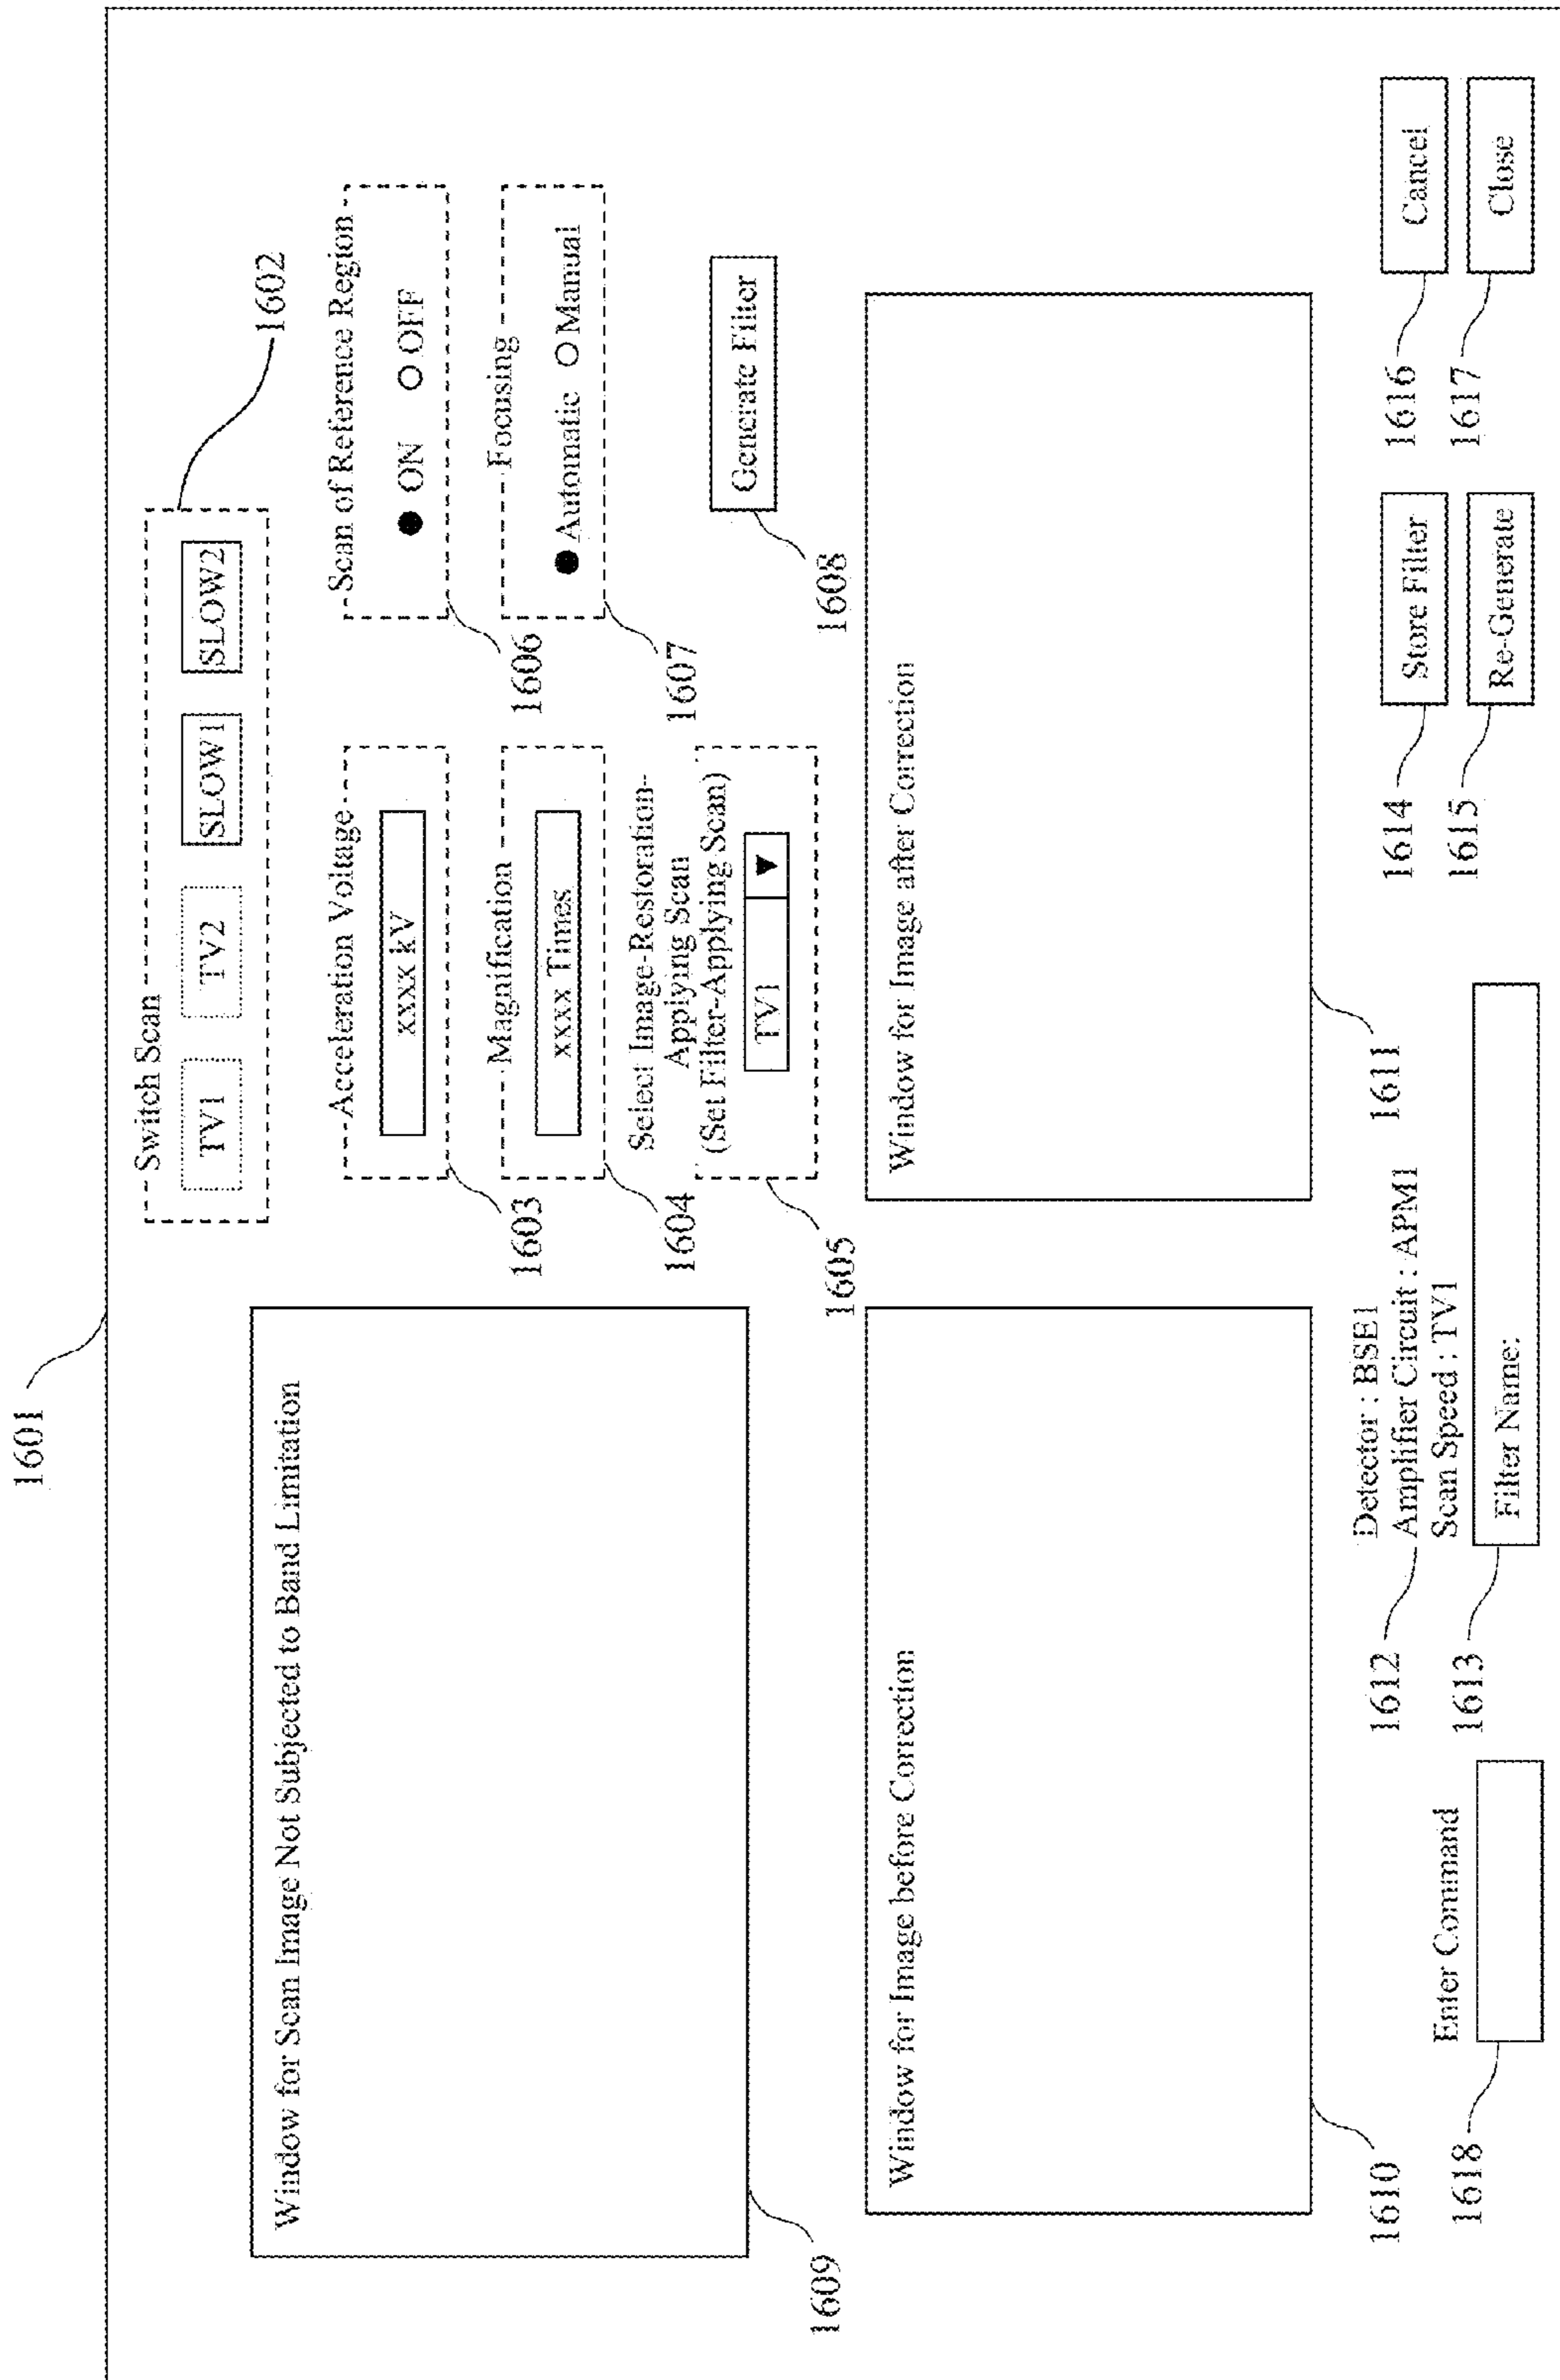 1601
Switch Scan
TV1
TV2
SLOW1
SLOW2
1602
Window for Scan Image Not Subjected to Band Limitation
1609
Acceleration Voltage
xxxx kV
1603
Scan of Reference Region
ON
OFF
1606
Magnification
xxxx Times
1604
Focusing
Automatic
Manual
1607
Select Image-Restoration-
Applying Scan
(Set Filter-Applying Scan)
TV1
▼
1605
Generate Filter
1608
Window for Image before Correction
1610
Window for Image after Correction
1611
Enter Command
1618
Detector : BSE1
Amplifier Circuit : APM1
Scan Speed : TV1
1612
Filter Name:
1613
1614
Store Filter
1615
Re-Generate
1616
Cancel
1617
Close